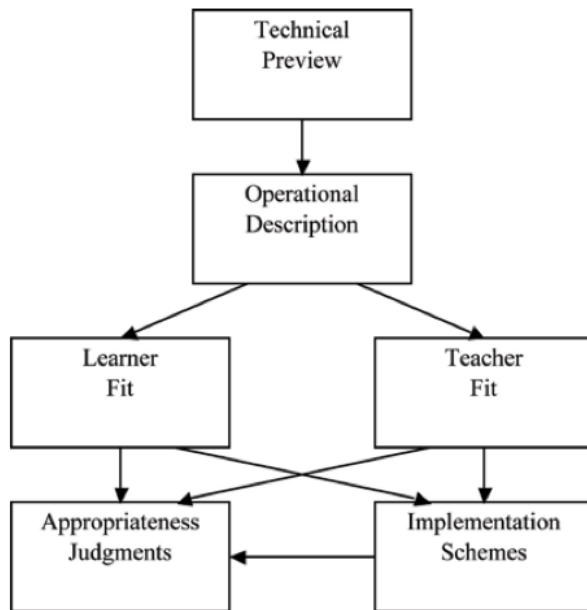 Technical
Preview
Operational
Description
Learner
Fit
Teacher
Fit
Appropriateness
Judgments
Implementation
Schemes